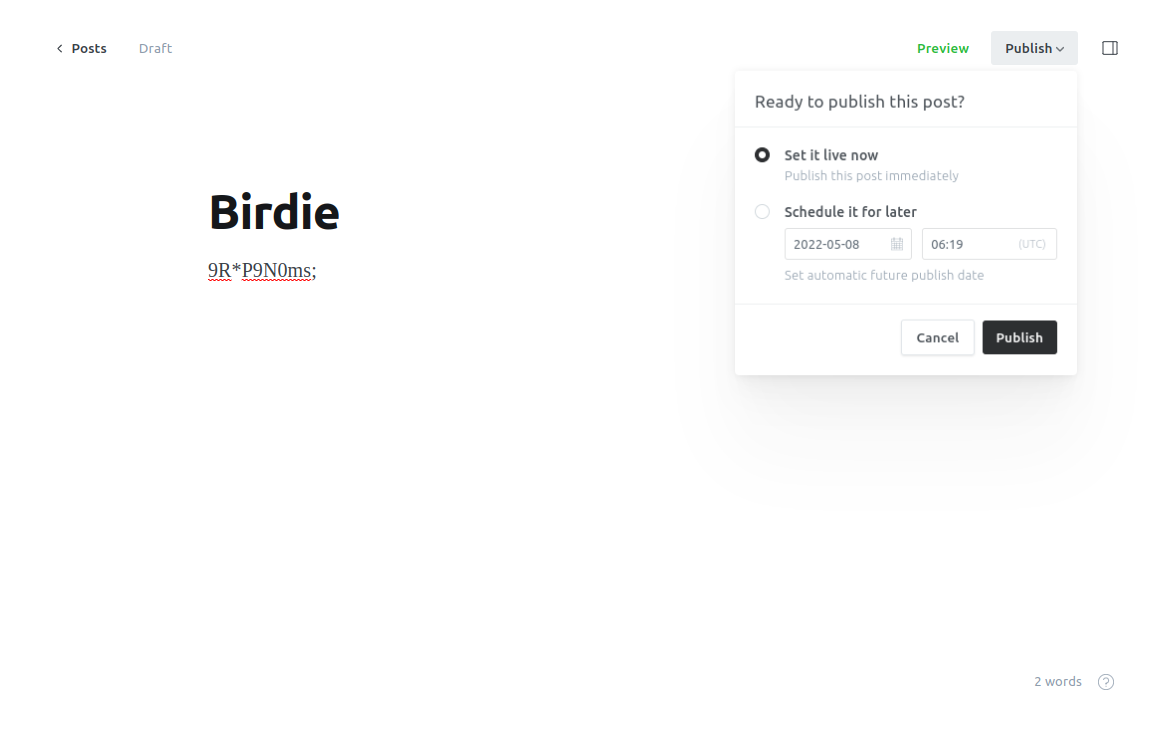 Posts Draft Preview Publish
Ready to publish this post?
Set it live now
Publish this post immediately
Birdie
Schedule it for later
2022-05-08 06:19 (UTC)
9R*P9N0ms;
Set automatic future publish date
Cancel Publish
2 words ?